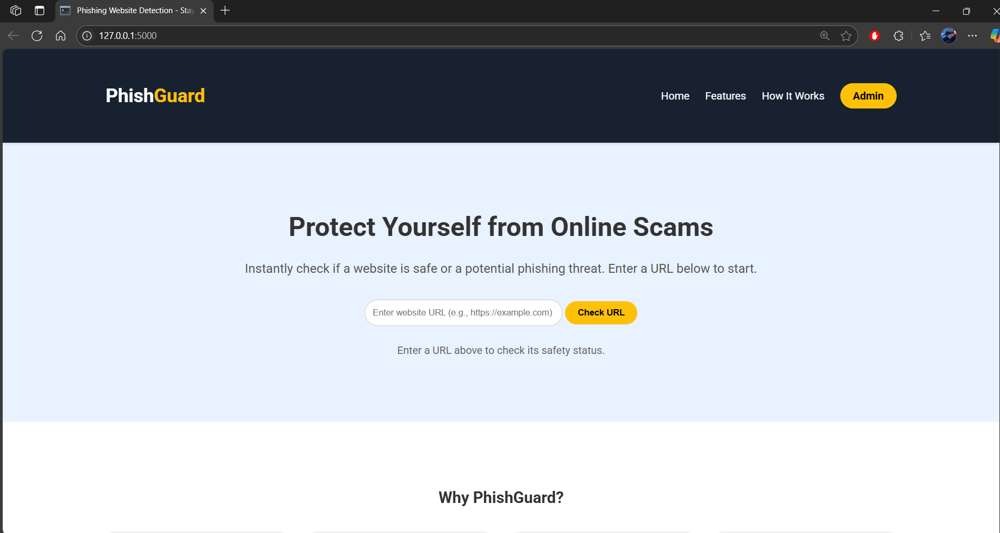 Phishing Website Detection - Stay
127.0.0.1:5000
PhishGuard
Home Features How It Works Admin
Protect Yourself from Online Scams
Instantly check if a website is safe or a potential phishing threat. Enter a URL below to start.
Enter website URL (e.g., https://example.com) Check URL
Enter a URL above to check its safety status.
Why PhishGuard?